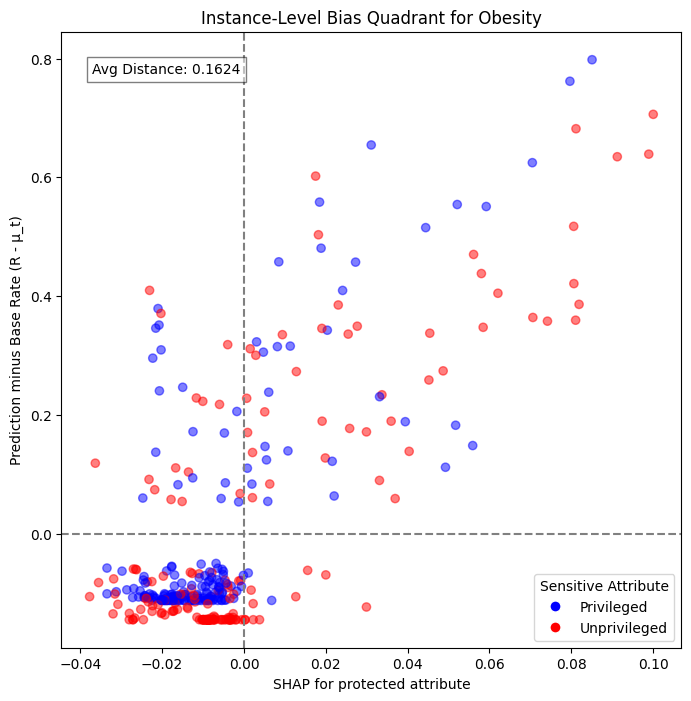 Instance-Level Bias Quadrant for Obesity
Avg Distance: 0.1624
Prediction minus Base Rate (R - μ_t)
0.8
0.6
0.4
0.2
0.0
Sensitive Attribute
Privileged
Unprivileged
−0.04 −0.02 0.00 0.02 0.04 0.06 0.08 0.10
SHAP for protected attribute